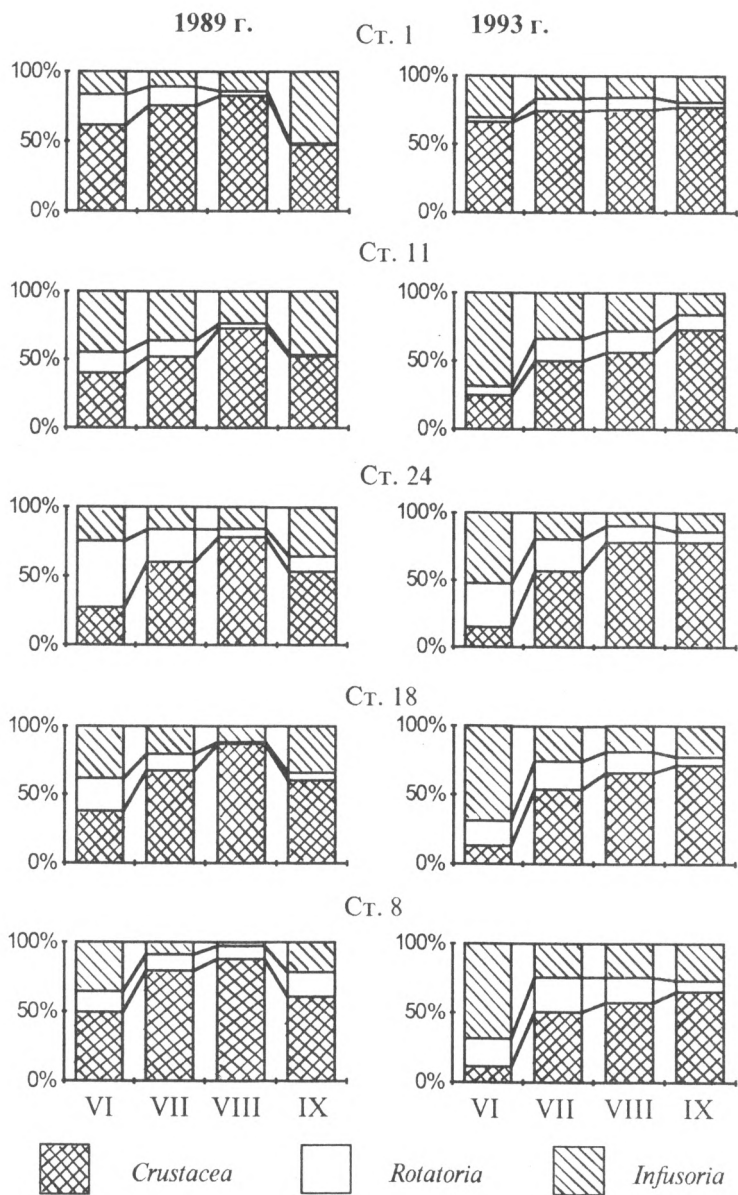 1989 г. 1993 г.
Ст. 1
100% 100%
50% 50%
0% 0%
Ст. 11
100% 100%
50% 50%
0% 0%
Ст. 24
100% 100%
50% 50%
0% 0%
Ст. 18
100% 100%
50% 50%
0% 0%
Ст. 8
100% 100%
50% 50%
0% 0%
VI VII VIII IX VI VII VIII IX
Crustacea Rotatoria Infusoria